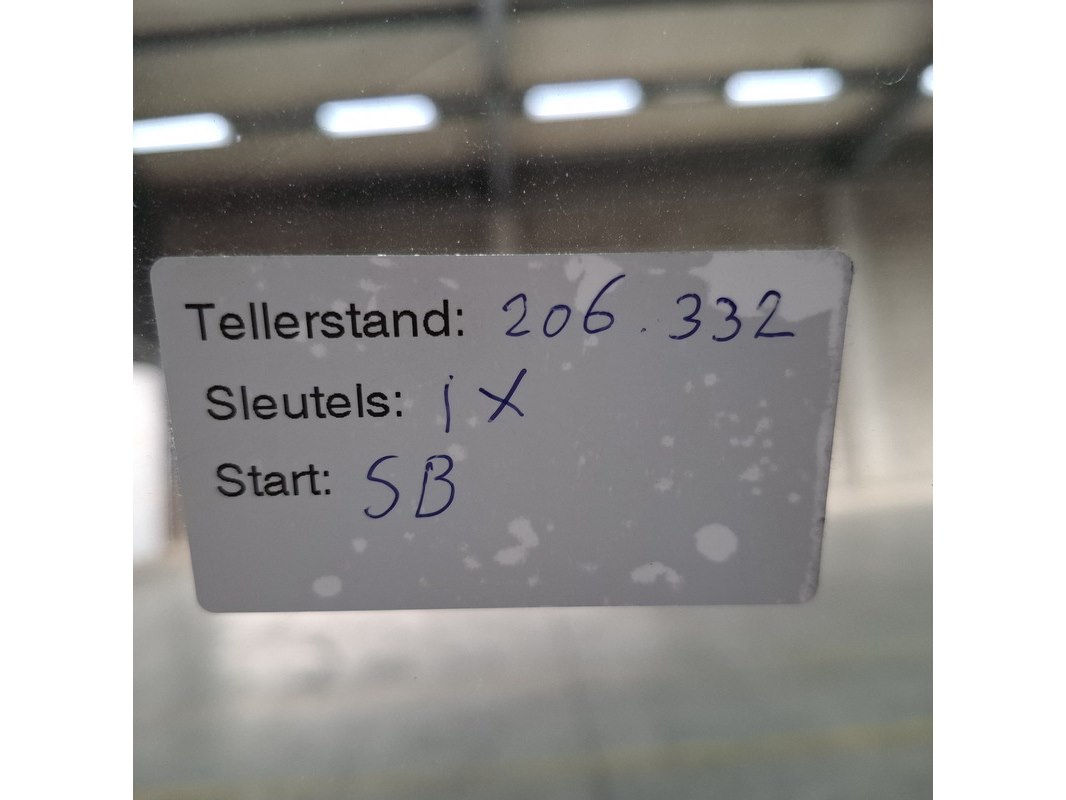 Tellerstand: 206.332
Sleutels: 1X
Start: SB